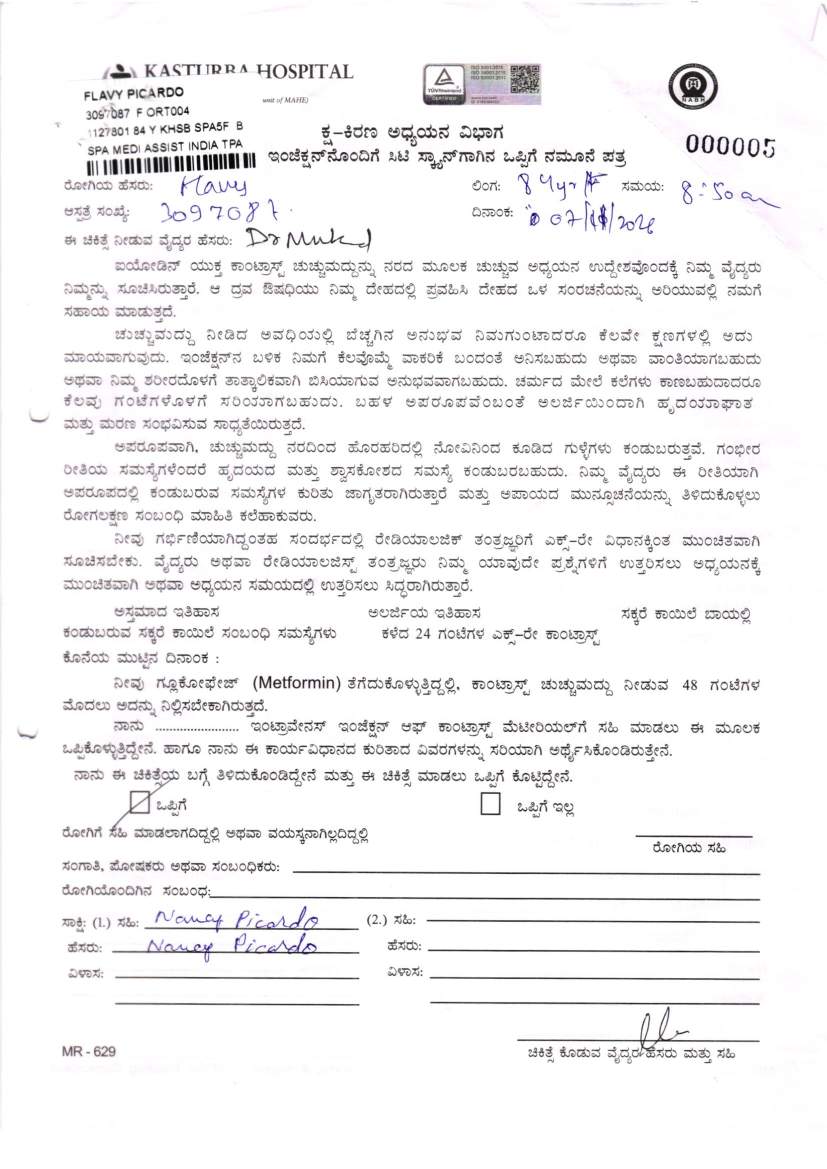 KASTURBA HOSPITAL
unit of MAHE)
FLAVY PICARDO
3097087 F ORT004
1127801 84 Y KHSB SPA5F B
SPA MEDI ASSIST INDIA TPA
NABH
000005
ಕ್ಷ-ಕಿರಣ ಅಧ್ಯಯನ ವಿಭಾಗ
ಇಂಜೆಕ್ಷನ್‌ನೊಂದಿಗೆ ಸಿಟಿ ಸ್ಕ್ಯಾನ್‌ಗಾಗಿನ ಒಪ್ಪಿಗೆ ನಮೂನೆ ಪತ್ರ
ರೋಗಿಯ ಹೆಸರು: Flavy ಲಿಂಗ: 84yr/F ಸಮಯ: 8:50am
ಆಸ್ಪತ್ರೆ ಸಂಖ್ಯೆ: 3097087. ದಿನಾಂಕ: 07/
ಈ ಚಿಕಿತ್ಸೆ ನೀಡುವ ವೈದ್ಯರ ಹೆಸರು: Dr
ಐಯೋಡಿನ್ ಯುಕ್ತ ಕಾಂಟ್ರಾಸ್ಟ್ ಚುಚ್ಚುಮದ್ದುನ್ನು ನರದ ಮೂಲಕ ಚುಚ್ಚುವ ಅಧ್ಯಯನ ಉದ್ದೇಶವೊಂದಕ್ಕೆ ನಿಮ್ಮ ವೈದ್ಯರು
ನಿಮ್ಮನ್ನು ಸೂಚಿಸಿರುತ್ತಾರೆ. ಆ ದ್ರವ ಔಷಧಿಯು ನಿಮ್ಮ ದೇಹದಲ್ಲಿ ಪ್ರವಹಿಸಿ ದೇಹದ ಒಳ ಸಂರಚನೆಯನ್ನು ಅರಿಯುವಲ್ಲಿ ನಮಗೆ
ಸಹಾಯ ಮಾಡುತ್ತದೆ.
ಚುಚ್ಚುಮದ್ದು ನೀಡಿದ ಅವಧಿಯಲ್ಲಿ ಬೆಚ್ಚಗಿನ ಅನುಭವ ನಿಮಗುಂಟಾದರೂ ಕೆಲವೇ ಕ್ಷಣಗಳಲ್ಲಿ ಅದು
ಮಾಯವಾಗುವುದು. ಇಂಜೆಕ್ಷನ್‌ನ ಬಳಿಕ ನಿಮಗೆ ಕೆಲವೊಮ್ಮೆ ವಾಕರಿಕೆ ಬಂದಂತೆ ಅನಿಸಬಹುದು ಅಥವಾ ವಾಂತಿಯಾಗಬಹುದು
ಅಥವಾ ನಿಮ್ಮ ಶರೀರದೊಳಗೆ ತಾತ್ಕಾಲಿಕವಾಗಿ ಬಿಸಿಯಾಗುವ ಅನುಭವವಾಗಬಹುದು. ಚರ್ಮದ ಮೇಲೆ ಕಲೆಗಳು ಕಾಣಬಹುದಾದರೂ
ಕೆಲವು ಗಂಟೆಗಳೊಳಗೆ ಸರಿಯಾಗಬಹುದು. ಬಹಳ ಅಪರೂಪವೆಂಬಂತೆ ಅಲರ್ಜಿಯಿಂದಾಗಿ ಹೃದಯಾಘಾತ
ಮತ್ತು ಮರಣ ಸಂಭವಿಸುವ ಸಾಧ್ಯತೆಯಿರುತ್ತದೆ.
ಅಪರೂಪವಾಗಿ, ಚುಚ್ಚುಮದ್ದು ನರದಿಂದ ಹೊರಹರಿದಲ್ಲಿ ನೋವಿನಿಂದ ಕೂಡಿದ ಗುಳ್ಳೆಗಳು ಕಂಡುಬರುತ್ತವೆ. ಗಂಭೀರ
ರೀತಿಯ ಸಮಸ್ಯೆಗಳೆಂದರೆ ಹೃದಯದ ಮತ್ತು ಶ್ವಾಸಕೋಶದ ಸಮಸ್ಯೆ ಕಂಡುಬರಬಹುದು. ನಿಮ್ಮ ವೈದ್ಯರು ಈ ರೀತಿಯಾಗಿ
ಅಪರೂಪದಲ್ಲಿ ಕಂಡುಬರುವ ಸಮಸ್ಯೆಗಳ ಕುರಿತು ಜಾಗೃತರಾಗಿರುತ್ತಾರೆ ಮತ್ತು ಅಪಾಯದ ಮುನ್ಸೂಚನೆಯನ್ನು ತಿಳಿದುಕೊಳ್ಳಲು
ರೋಗಲಕ್ಷಣ ಸಂಬಂಧಿ ಮಾಹಿತಿ ಕಲೆಹಾಕುವರು.
ನೀವು ಗರ್ಭಿಣಿಯಾಗಿದ್ದಂತಹ ಸಂದರ್ಭದಲ್ಲಿ ರೇಡಿಯಾಲಜಿಕ್ ತಂತ್ರಜ್ಞರಿಗೆ ಎಕ್ಸ್-ರೇ ವಿಧಾನಕ್ಕಿಂತ ಮುಂಚಿತವಾಗಿ
ಸೂಚಿಸಬೇಕು. ವೈದ್ಯರು ಅಥವಾ ರೇಡಿಯಾಲಜಿಸ್ಟ್ ತಂತ್ರಜ್ಞರು ನಿಮ್ಮ ಯಾವುದೇ ಪ್ರಶ್ನೆಗಳಿಗೆ ಉತ್ತರಿಸಲು ಅಧ್ಯಯನಕ್ಕೆ
ಮುಂಚಿತವಾಗಿ ಅಥವಾ ಅಧ್ಯಯನ ಸಮಯದಲ್ಲಿ ಉತ್ತರಿಸಲು ಸಿದ್ಧರಾಗಿರುತ್ತಾರೆ.
ಅಸ್ತಮಾದ ಇತಿಹಾಸ ಅಲರ್ಜಿಯ ಇತಿಹಾಸ ಸಕ್ಕರೆ ಕಾಯಿಲೆ ಬಾಯಲ್ಲಿ
ಕಂಡುಬರುವ ಸಕ್ಕರೆ ಕಾಯಿಲೆ ಸಂಬಂಧಿ ಸಮಸ್ಯೆಗಳು ಕಳೆದ 24 ಗಂಟೆಗಳ ಎಕ್ಸ್-ರೇ ಕಾಂಟ್ರಾಸ್ಟ್
ಕೊನೆಯ ಮುಟ್ಟಿನ ದಿನಾಂಕ :
ನೀವು ಗ್ಲೂಕೋಫೇಜ್ (Metformin) ತೆಗೆದುಕೊಳ್ಳುತ್ತಿದ್ದಲ್ಲಿ, ಕಾಂಟ್ರಾಸ್ಟ್ ಚುಚ್ಚುಮದ್ದು ನೀಡುವ 48 ಗಂಟೆಗಳ
ಮೊದಲು ಅದನ್ನು ನಿಲ್ಲಿಸಬೇಕಾಗಿರುತ್ತದೆ.
ನಾನು ........................ ಇಂಟ್ರಾವೇನಸ್ ಇಂಜೆಕ್ಷನ್ ಆಫ್ ಕಾಂಟ್ರಾಸ್ಟ್ ಮೆಟೀರಿಯಲ್‌ಗೆ ಸಹಿ ಮಾಡಲು ಈ ಮೂಲಕ
ಒಪ್ಪಿಕೊಳ್ಳುತ್ತಿದ್ದೇನೆ. ಹಾಗೂ ನಾನು ಈ ಕಾರ್ಯವಿಧಾನದ ಕುರಿತಾದ ವಿವರಗಳನ್ನು ಸರಿಯಾಗಿ ಅರ್ಥೈಸಿಕೊಂಡಿರುತ್ತೇನೆ.
ನಾನು ಈ ಚಿಕಿತ್ಸೆಯ ಬಗ್ಗೆ ತಿಳಿದುಕೊಂಡಿದ್ದೇನೆ ಮತ್ತು ಈ ಚಿಕಿತ್ಸೆ ಮಾಡಲು ಒಪ್ಪಿಗೆ ಕೊಟ್ಟಿದ್ದೇನೆ.
ಒಪ್ಪಿಗೆ ಒಪ್ಪಿಗೆ ಇಲ್ಲ
ರೋಗಿಗೆ ಸಹಿ ಮಾಡಲಾಗದಿದ್ದಲ್ಲಿ ಅಥವಾ ವಯಸ್ಕನಾಗಿಲ್ಲದಿದ್ದಲ್ಲಿ
ರೋಗಿಯ ಸಹಿ
ಸಂಗಾತಿ, ಪೋಷಕರು ಅಥವಾ ಸಂಬಂಧಿಕರು:
ರೋಗಿಯೊಂದಿಗಿನ ಸಂಬಂಧ:
ಸಾಕ್ಷಿ: (1.) ಸಹಿ: Nancy Picardo (2.) ಸಹಿ:
ಹೆಸರು: Nancy Picardo ಹೆಸರು:
ವಿಳಾಸ: ವಿಳಾಸ:
MR - 629
ಚಿಕಿತ್ಸೆ ಕೊಡುವ ವೈದ್ಯರ ಹೆಸರು ಮತ್ತು ಸಹಿ